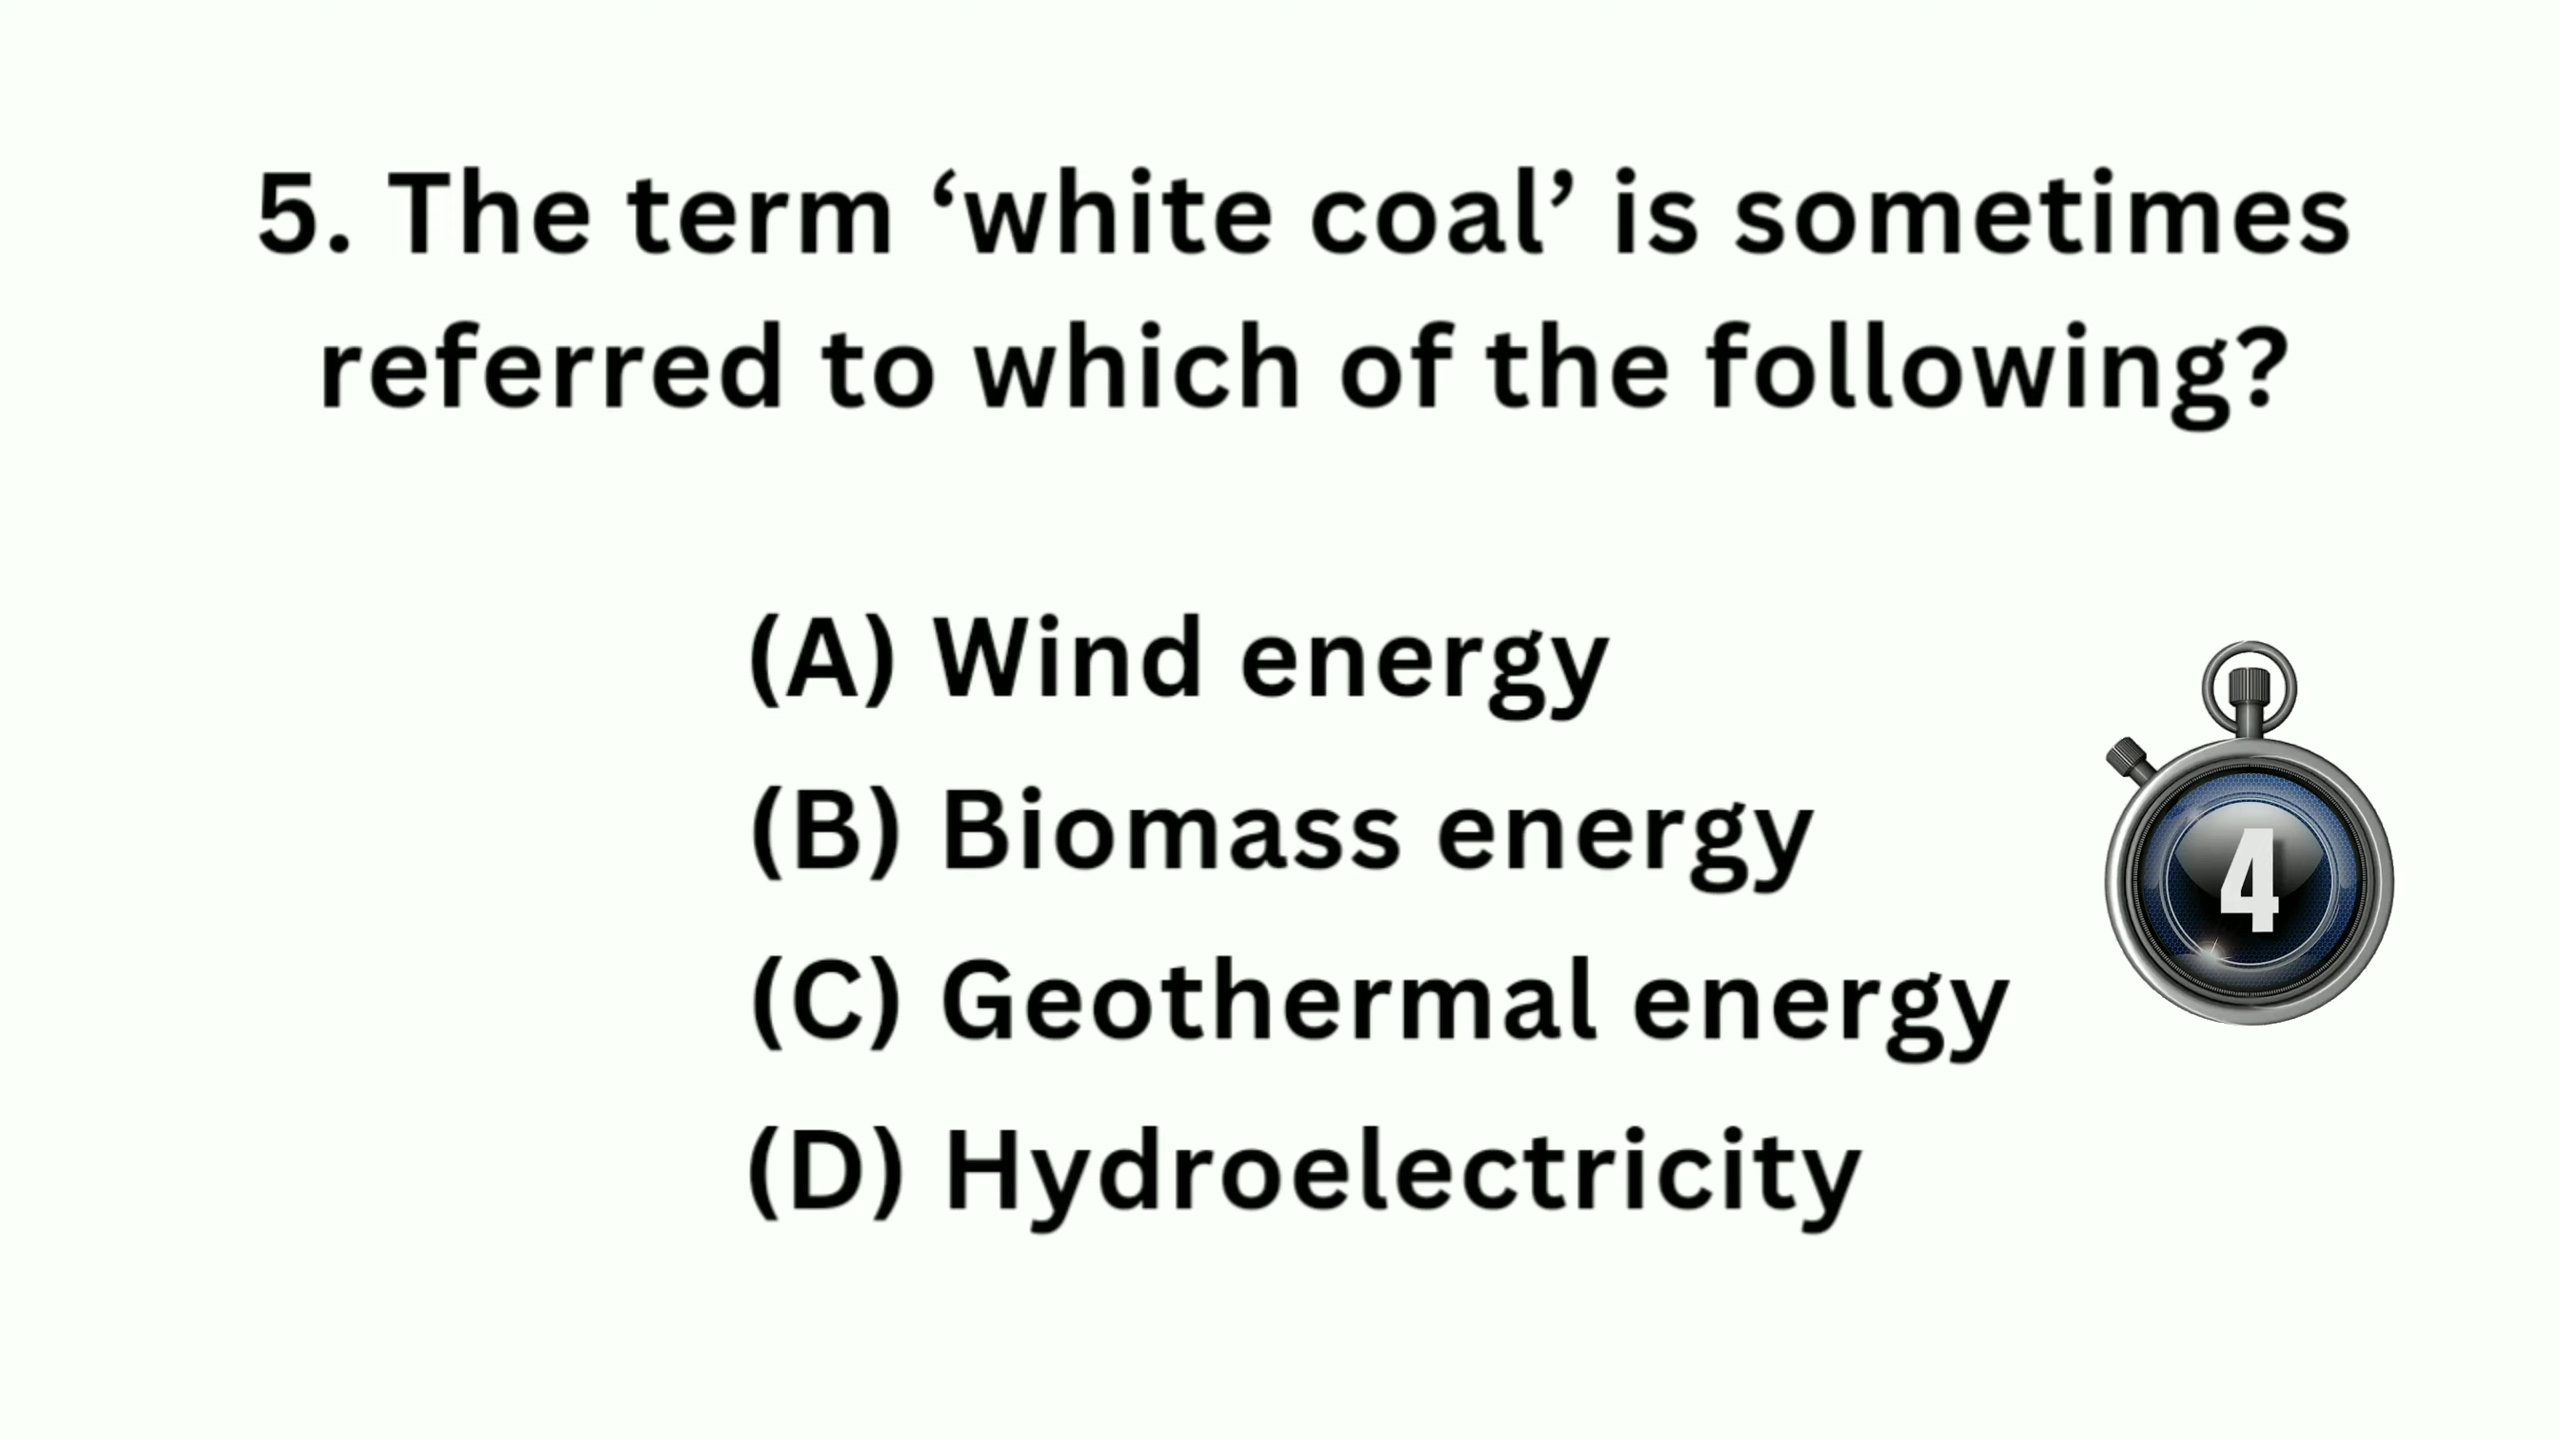 5. The term ‘white coal’ is sometimes
referred to which of the following?
(A) Wind energy
(B) Biomass energy
(C) Geothermal energy
(D) Hydroelectricity
4